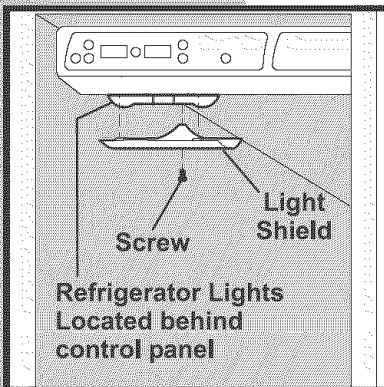 Light
Shield
Screw
Refrigerator Lights
Located behind
control panel